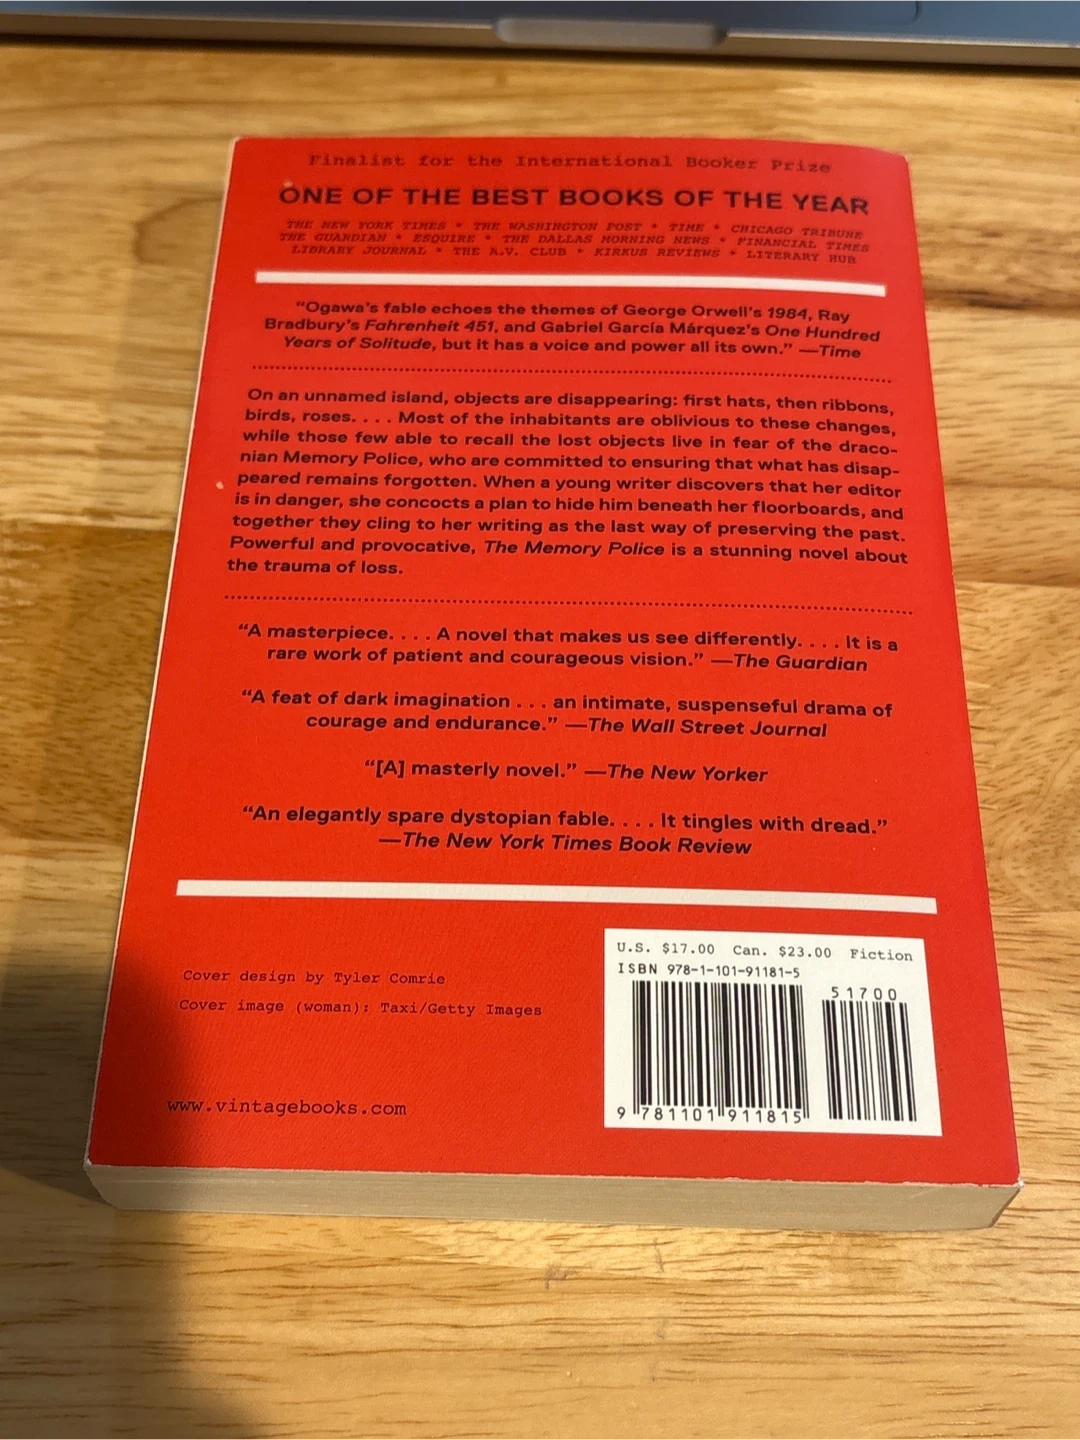 Finalist for the International Booker Prize
ONE OF THE BEST BOOKS OF THE YEAR
THE NEW YORK TIMES * THE WASHINGTON POST * TIME * CHICAGO TRIBUNE
THE GUARDIAN * ESQUIRE * THE DALLAS MORNING NEWS * FINANCIAL TIMES
LIBRARY JOURNAL * THE A.V. CLUB * KIRKUS REVIEWS * LITERARY HUB
“Ogawa’s fable echoes the themes of George Orwell’s 1984, Ray
Bradbury’s Fahrenheit 451, and Gabriel García Márquez’s One Hundred
Years of Solitude, but it has a voice and power all its own.” —Time
On an unnamed island, objects are disappearing: first hats, then ribbons,
birds, roses. . . . Most of the inhabitants are oblivious to these changes,
while those few able to recall the lost objects live in fear of the draco-
nian Memory Police, who are committed to ensuring that what has disap-
peared remains forgotten. When a young writer discovers that her editor
is in danger, she concocts a plan to hide him beneath her floorboards, and
together they cling to her writing as the last way of preserving the past.
Powerful and provocative, The Memory Police is a stunning novel about
the trauma of loss.
“A masterpiece. . . . A novel that makes us see differently. . . . It is a
rare work of patient and courageous vision.” —The Guardian
“A feat of dark imagination . . . an intimate, suspenseful drama of
courage and endurance.” —The Wall Street Journal
“[A] masterly novel.” —The New Yorker
“An elegantly spare dystopian fable. . . . It tingles with dread.”
—The New York Times Book Review
Cover design by Tyler Comrie
Cover image (woman): Taxi/Getty Images
www.vintagebooks.com
U.S. $17.00 Can. $23.00 Fiction
ISBN 978-1-101-91181-5
51700
9 781101 911815